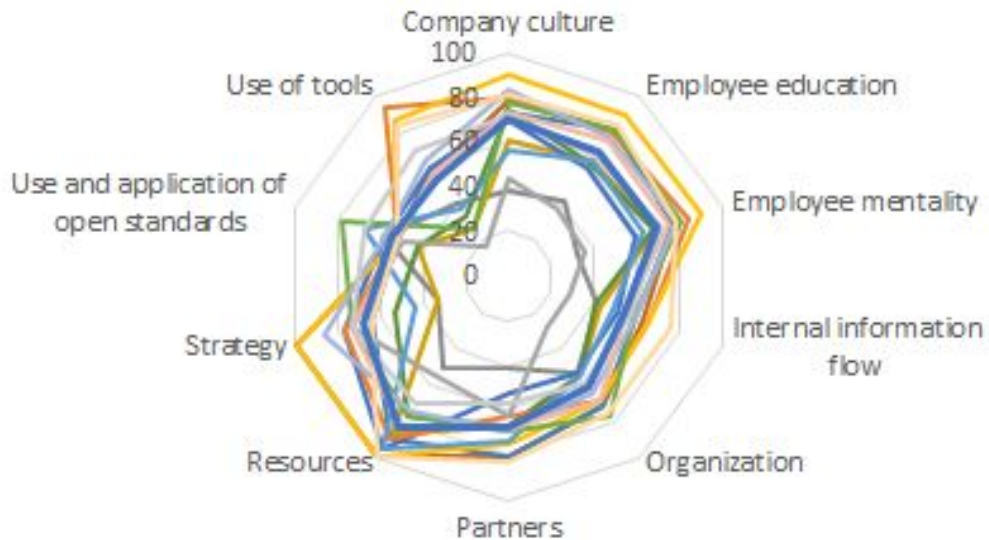 Company culture
100
Use of tools
Employee education
80
60
Use and application of
open standards
40
Employee mentality
20
0
Strategy
Internal information
flow
Resources
Organization
Partners